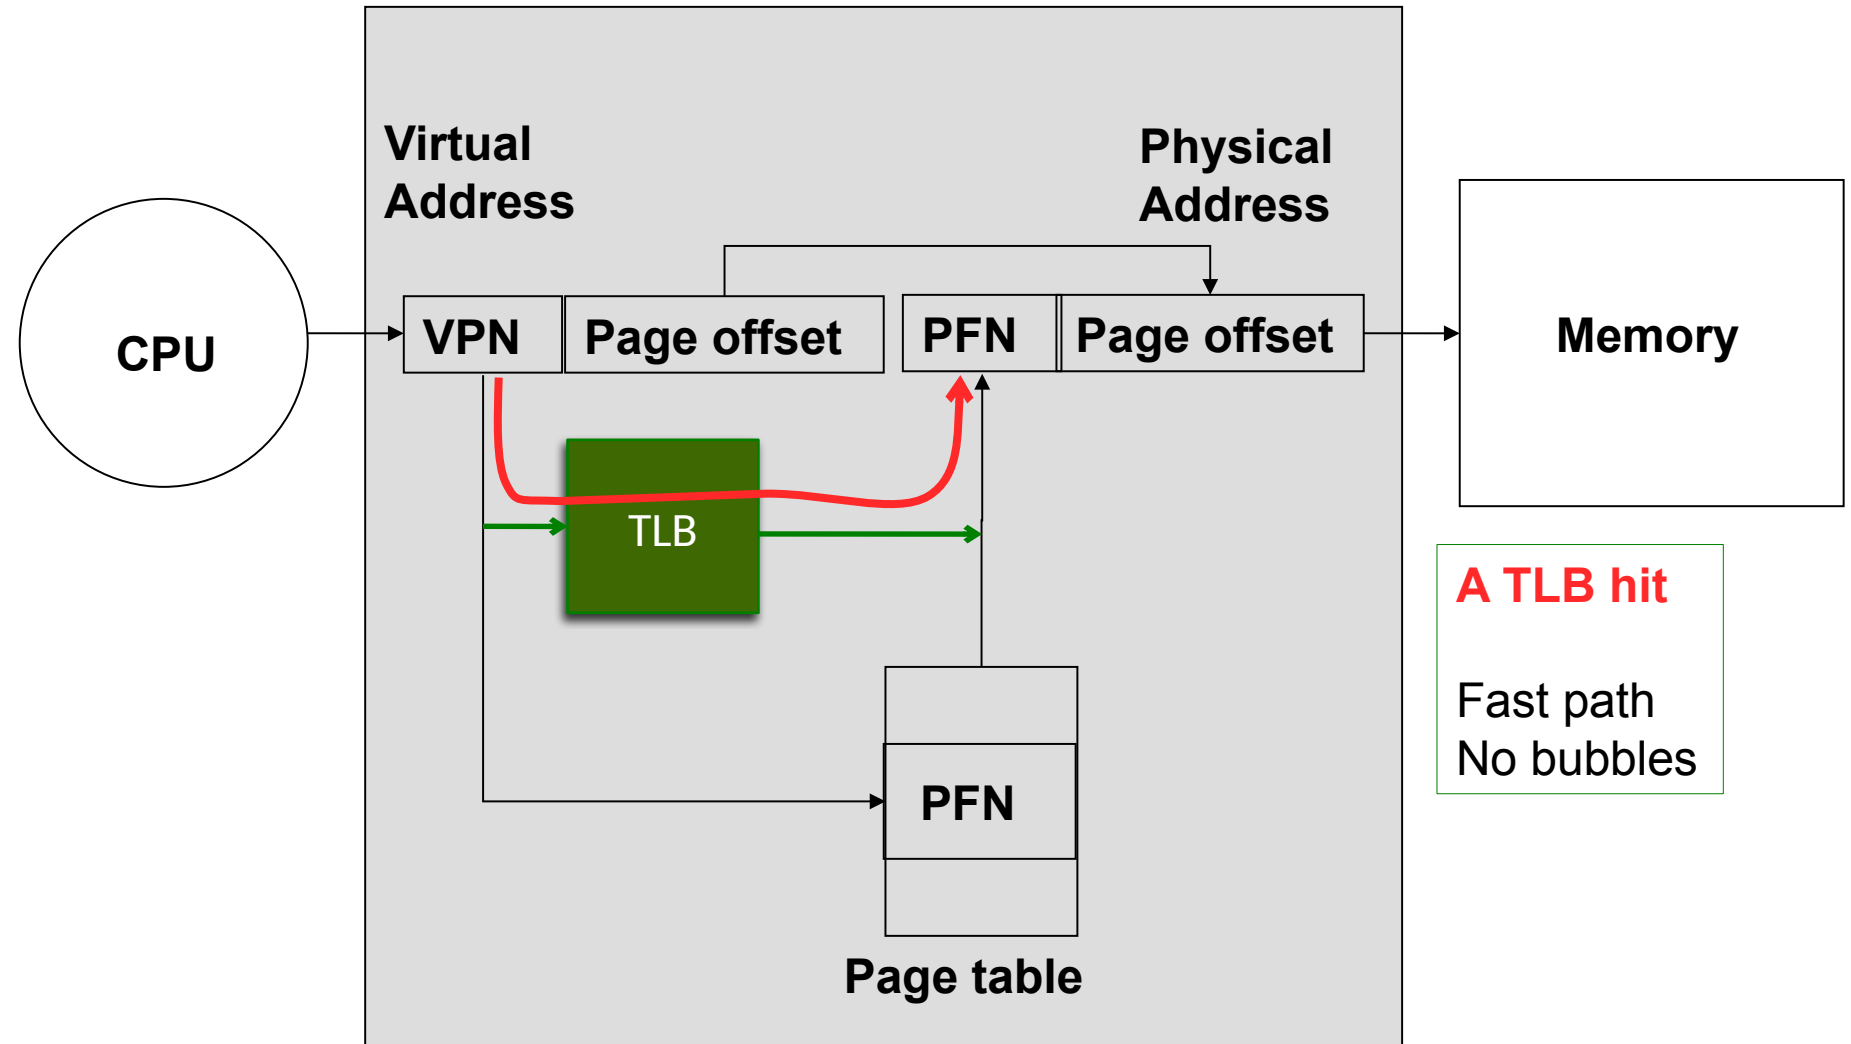 Virtual
Address
Physical
Address
CPU
VPN
Page offset
PFN
Page offset
Memory
TLB
A TLB hit
Fast path
No bubbles
PFN
Page table